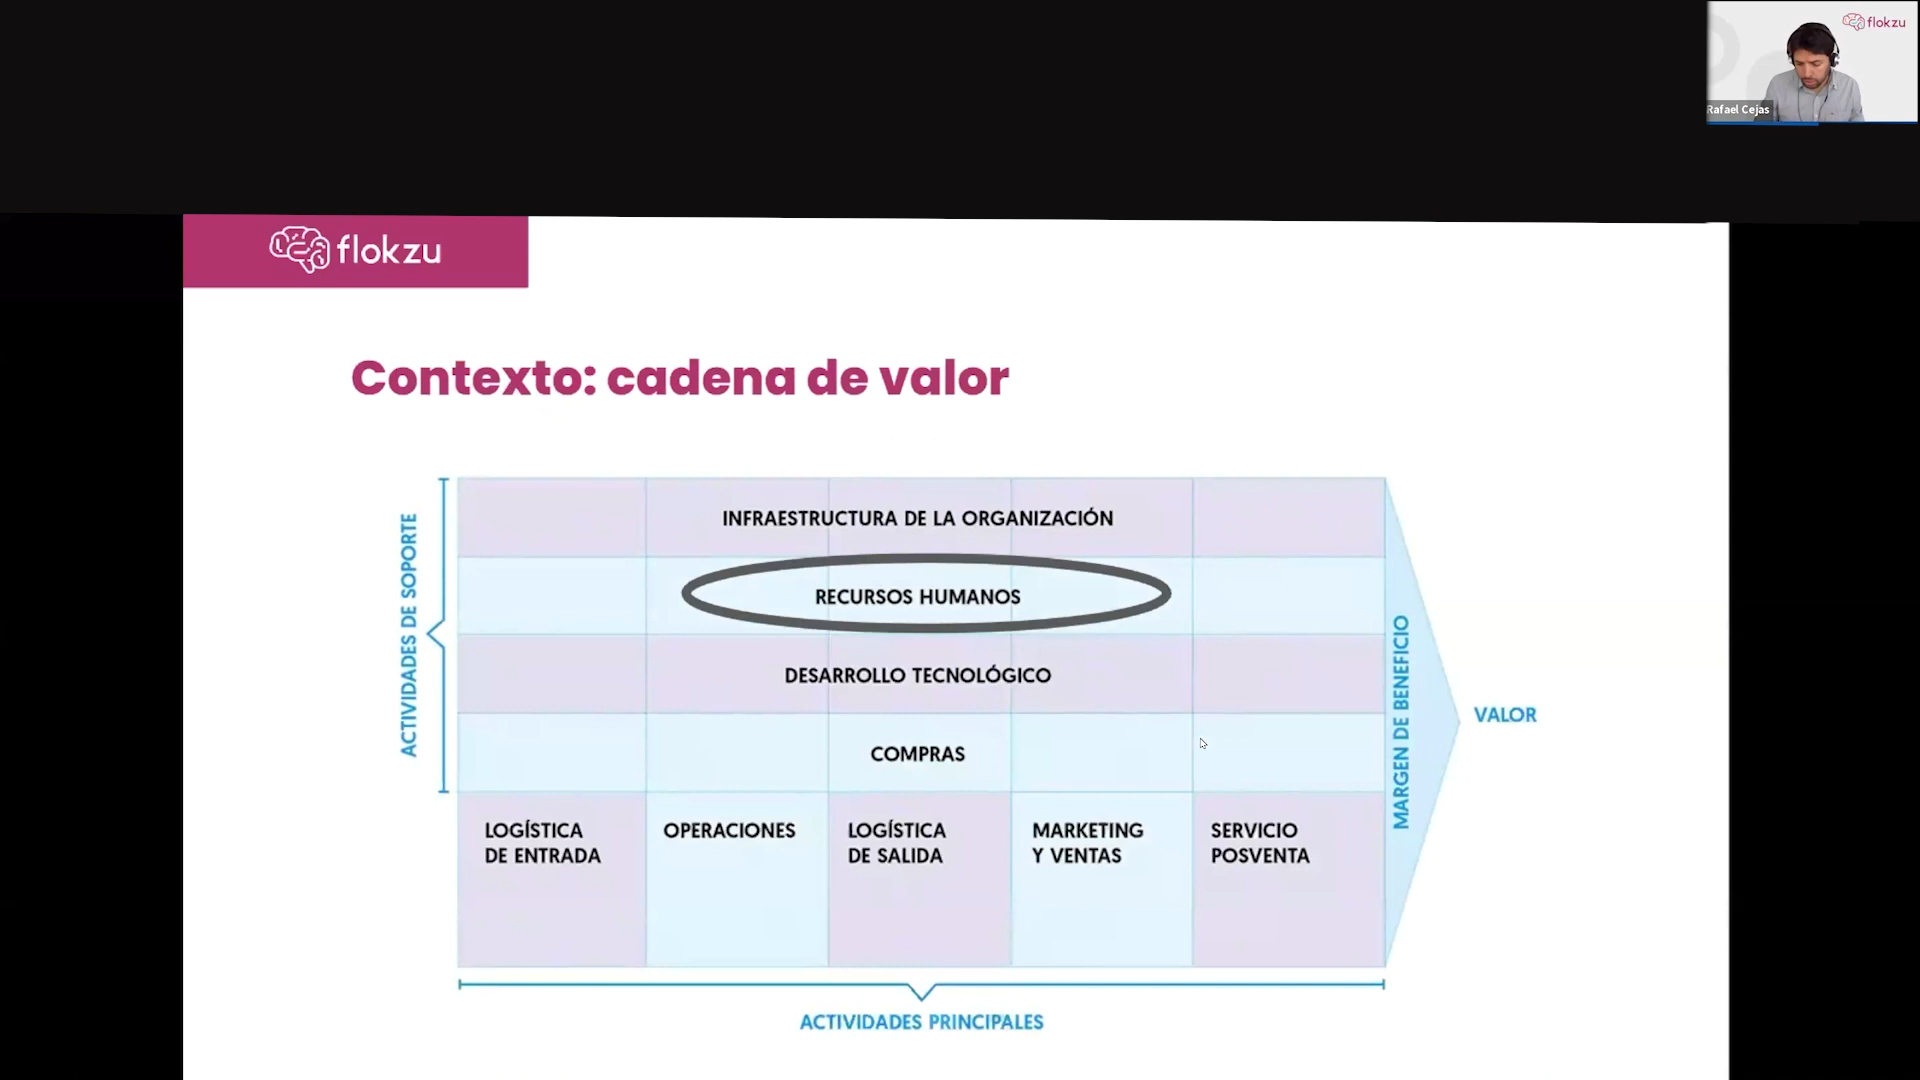 flokzu
Rafael Cejas
flokzu
Contexto: cadena de valor
ACTIVIDADES DE SOPORTE
INFRAESTRUCTURA DE LA ORGANIZACIÓN
RECURSOS HUMANOS
DESARROLLO TECNOLÓGICO
COMPRAS
LOGÍSTICA
DE ENTRADA
OPERACIONES
LOGÍSTICA
DE SALIDA
MARKETING
Y VENTAS
SERVICIO
POSVENTA
MARGEN DE BENEFICIO
VALOR
ACTIVIDADES PRINCIPALES